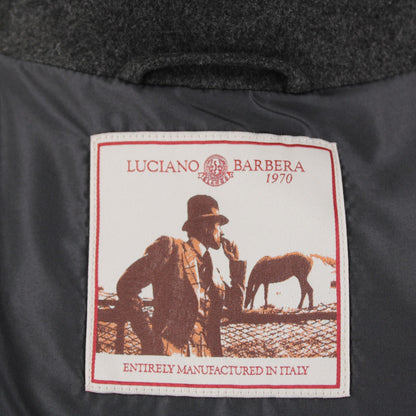 LUCIANO BARBERA
1970
ENTIRELY MANUFACTURED IN ITALY